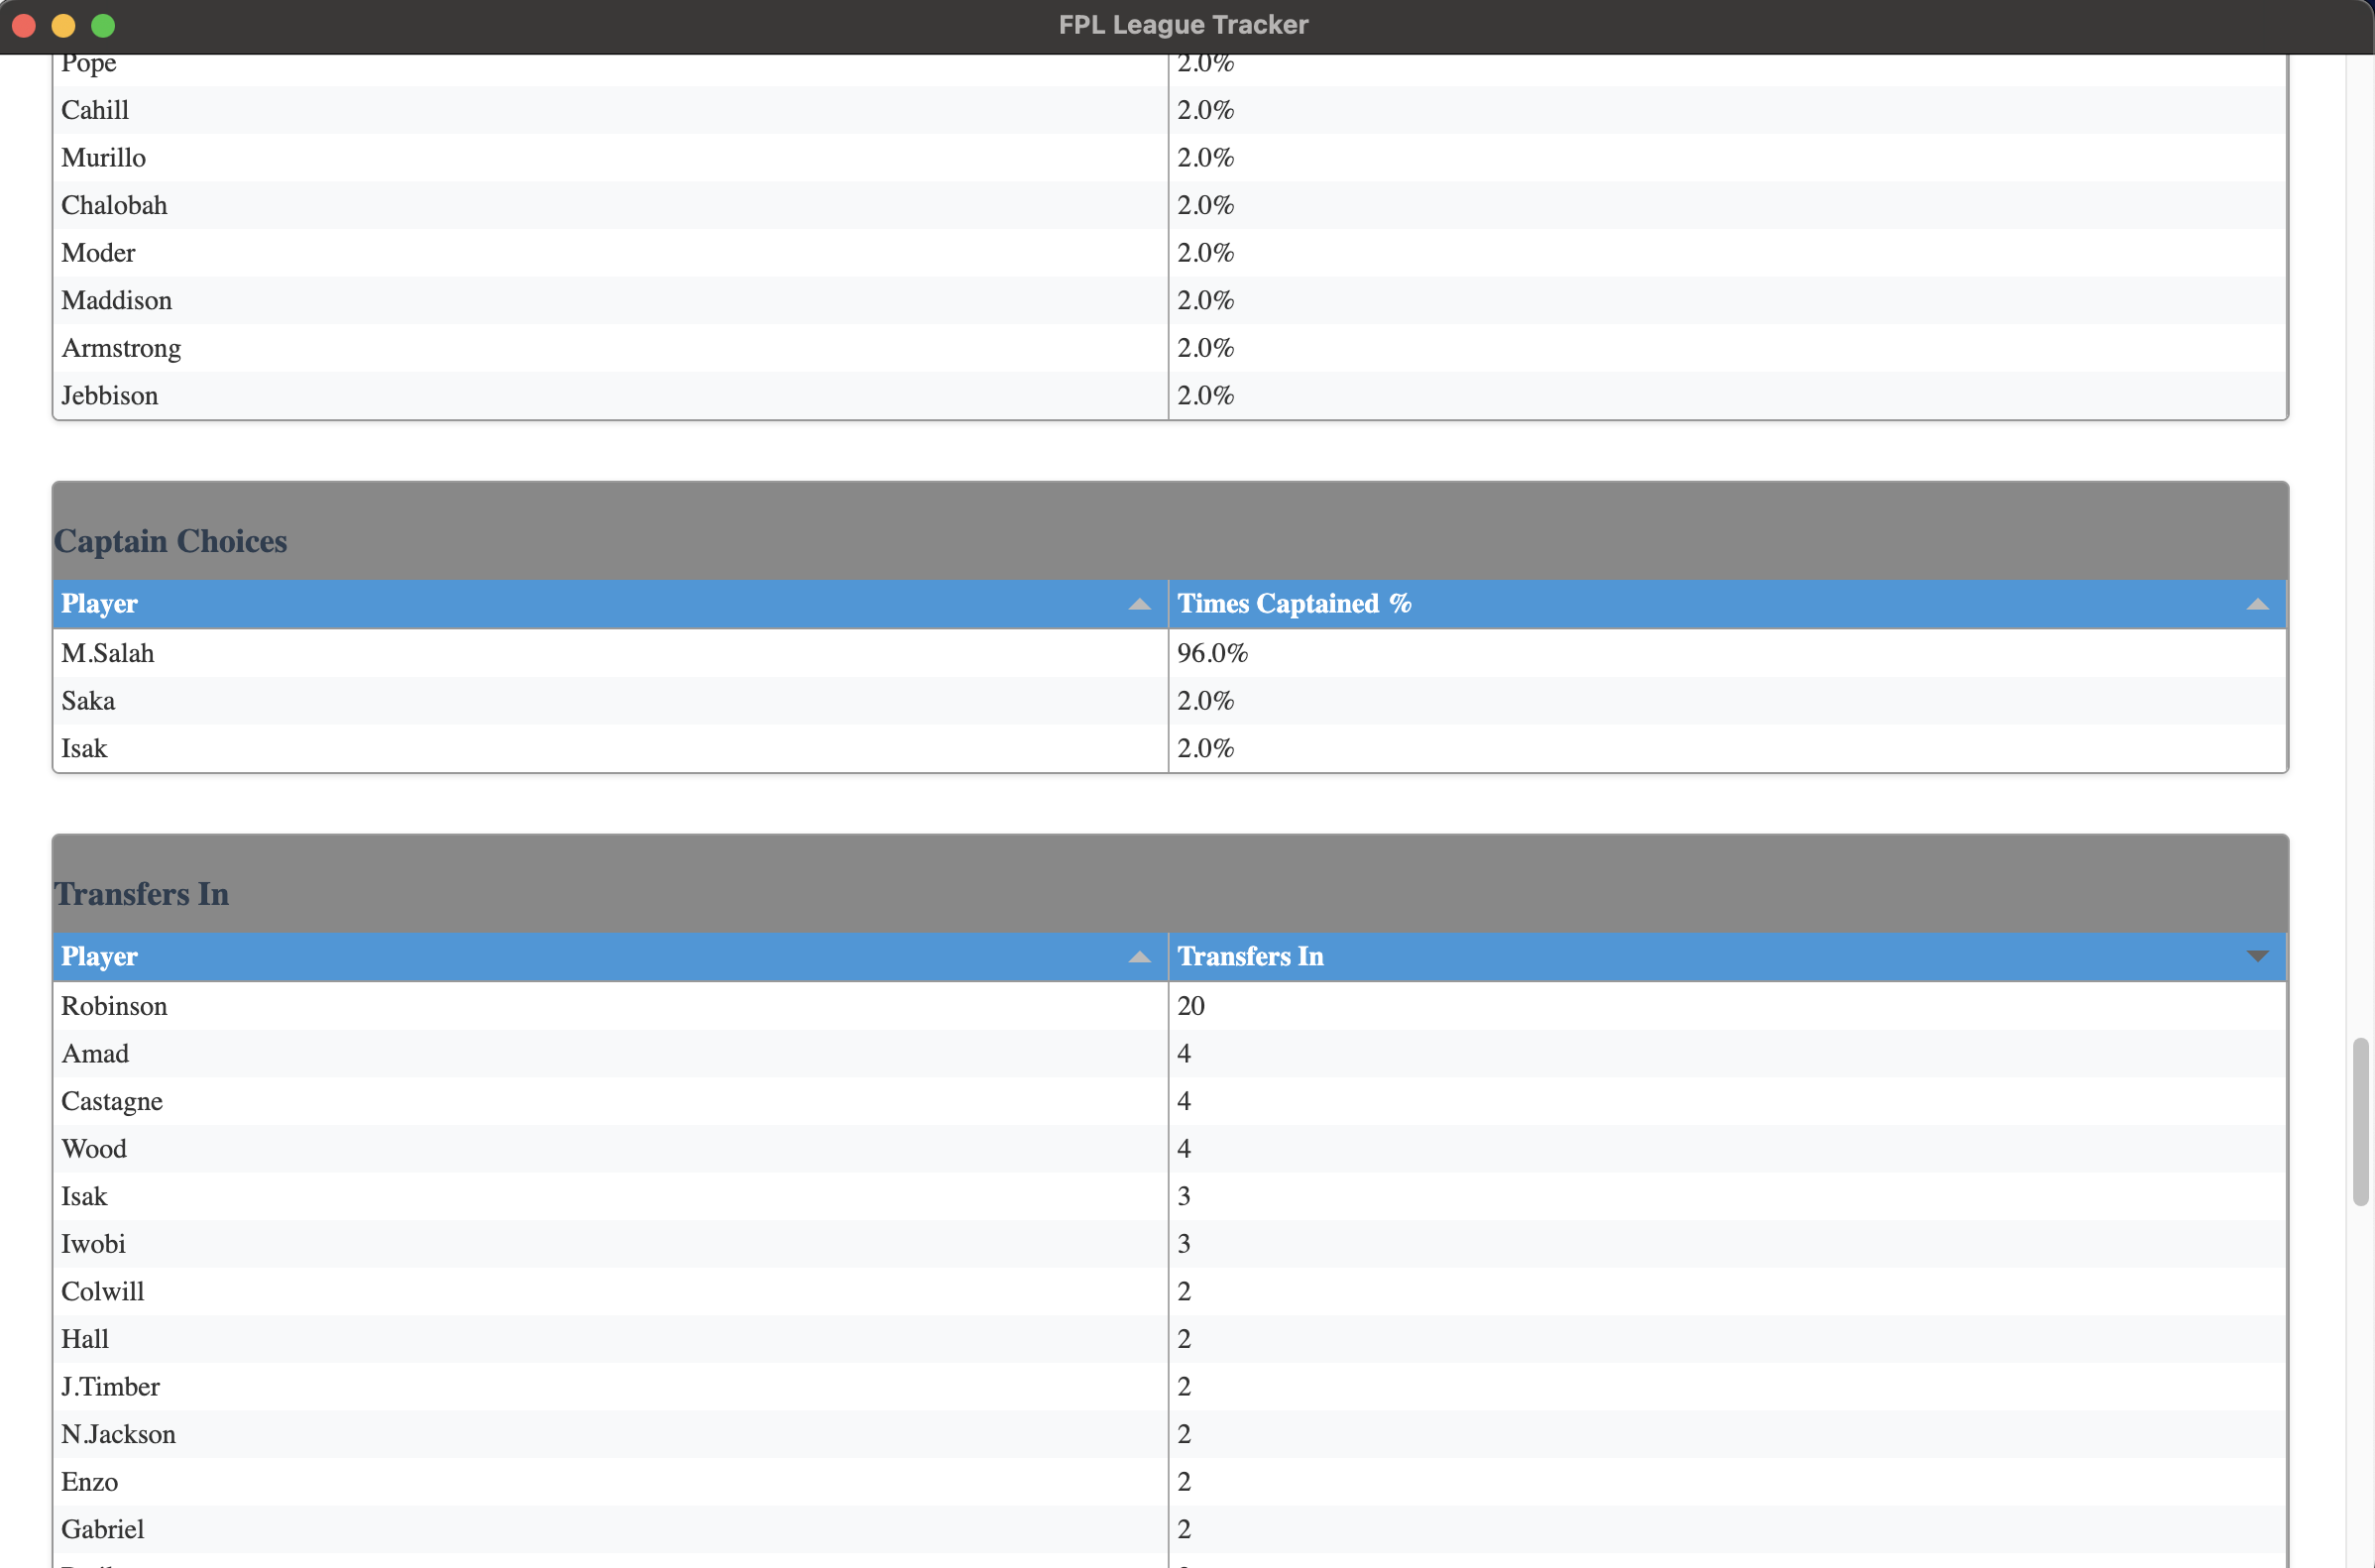 FPL League Tracker
Pope 2.0%
Cahill 2.0%
Murillo 2.0%
Chalobah 2.0%
Moder 2.0%
Maddison 2.0%
Armstrong 2.0%
Jebbison 2.0%
Captain Choices
Player Times Captained %
M.Salah 96.0%
Saka 2.0%
Isak 2.0%
Transfers In
Player Transfers In
Robinson 20
Amad 4
Castagne 4
Wood 4
Isak 3
Iwobi 3
Colwill 2
Hall 2
J.Timber 2
N.Jackson 2
Enzo 2
Gabriel 2